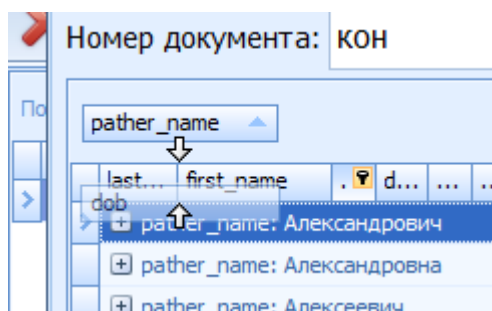 Номер документа: кон
По
pather_name
last... first_name . d... ... ..
dob
pather_name: Александрович
pather_name: Александровна
pather_name: Алексеевич